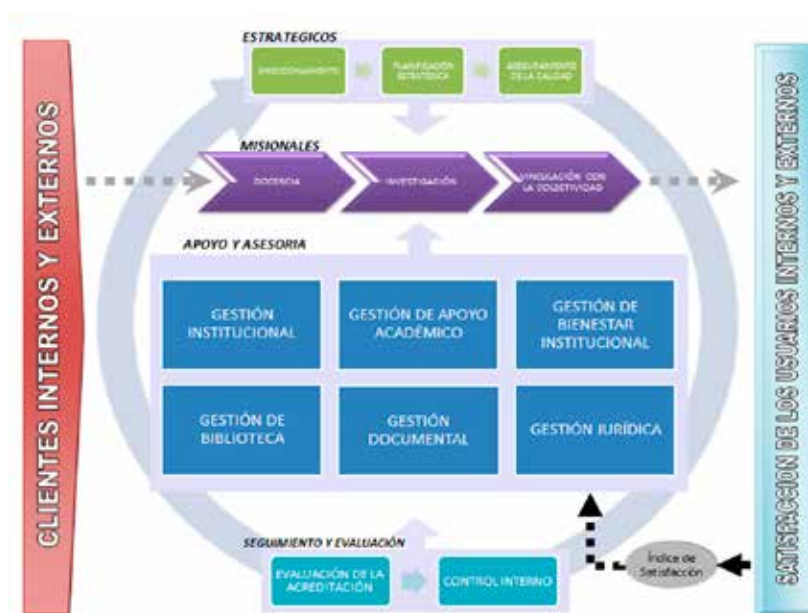 ESTRATEGICOS
DIRECCIONAMIENTO
PLANIFICACIÓN
ESTRATÉGICA
ASEGURAMIENTO
DE LA CALIDAD
MISIONALES
DOCENCIA
INVESTIGACIÓN
VINCULACIÓN CON
LA COLECTIVIDAD
APOYO Y ASESORIA
GESTIÓN
INSTITUCIONAL
GESTIÓN DE APOYO
ACADÉMICO
GESTIÓN DE
BIENESTAR
INSTITUCIONAL
GESTIÓN DE
BIBLIOTECA
GESTIÓN
DOCUMENTAL
GESTIÓN JURÍDICA
SEGUIMIENTO Y EVALUACIÓN
EVALUACIÓN DE LA
ACREDITACIÓN
CONTROL INTERNO
Índice de
Satisfacción
CLIENTES INTERNOS Y EXTERNOS
SATISFACCION DE LOS USUARIOS INTERNOS Y EXTERNOS